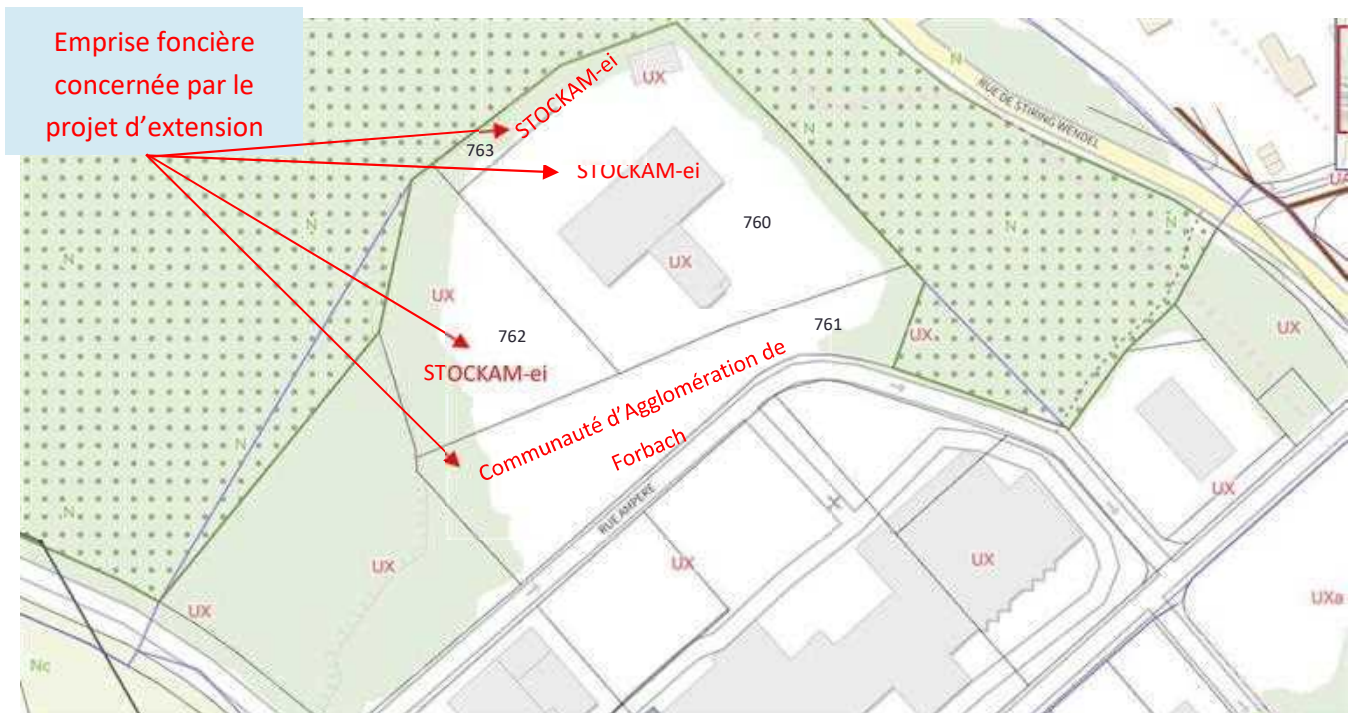 Emprise foncière
concernée par le
projet d'extension
STOCKAM-ei
UX
N
RUE DE STIRING WENDEL
763
STOCKAM-ei
N
760
UX
N
N
N
N
UX
762
761
UX
UX
STOCKAM-ei
Communauté d'Agglomération de
Forbach
N
N
RUE AMPERE
UX
UX
UX
UX
UX
UXa
Nc